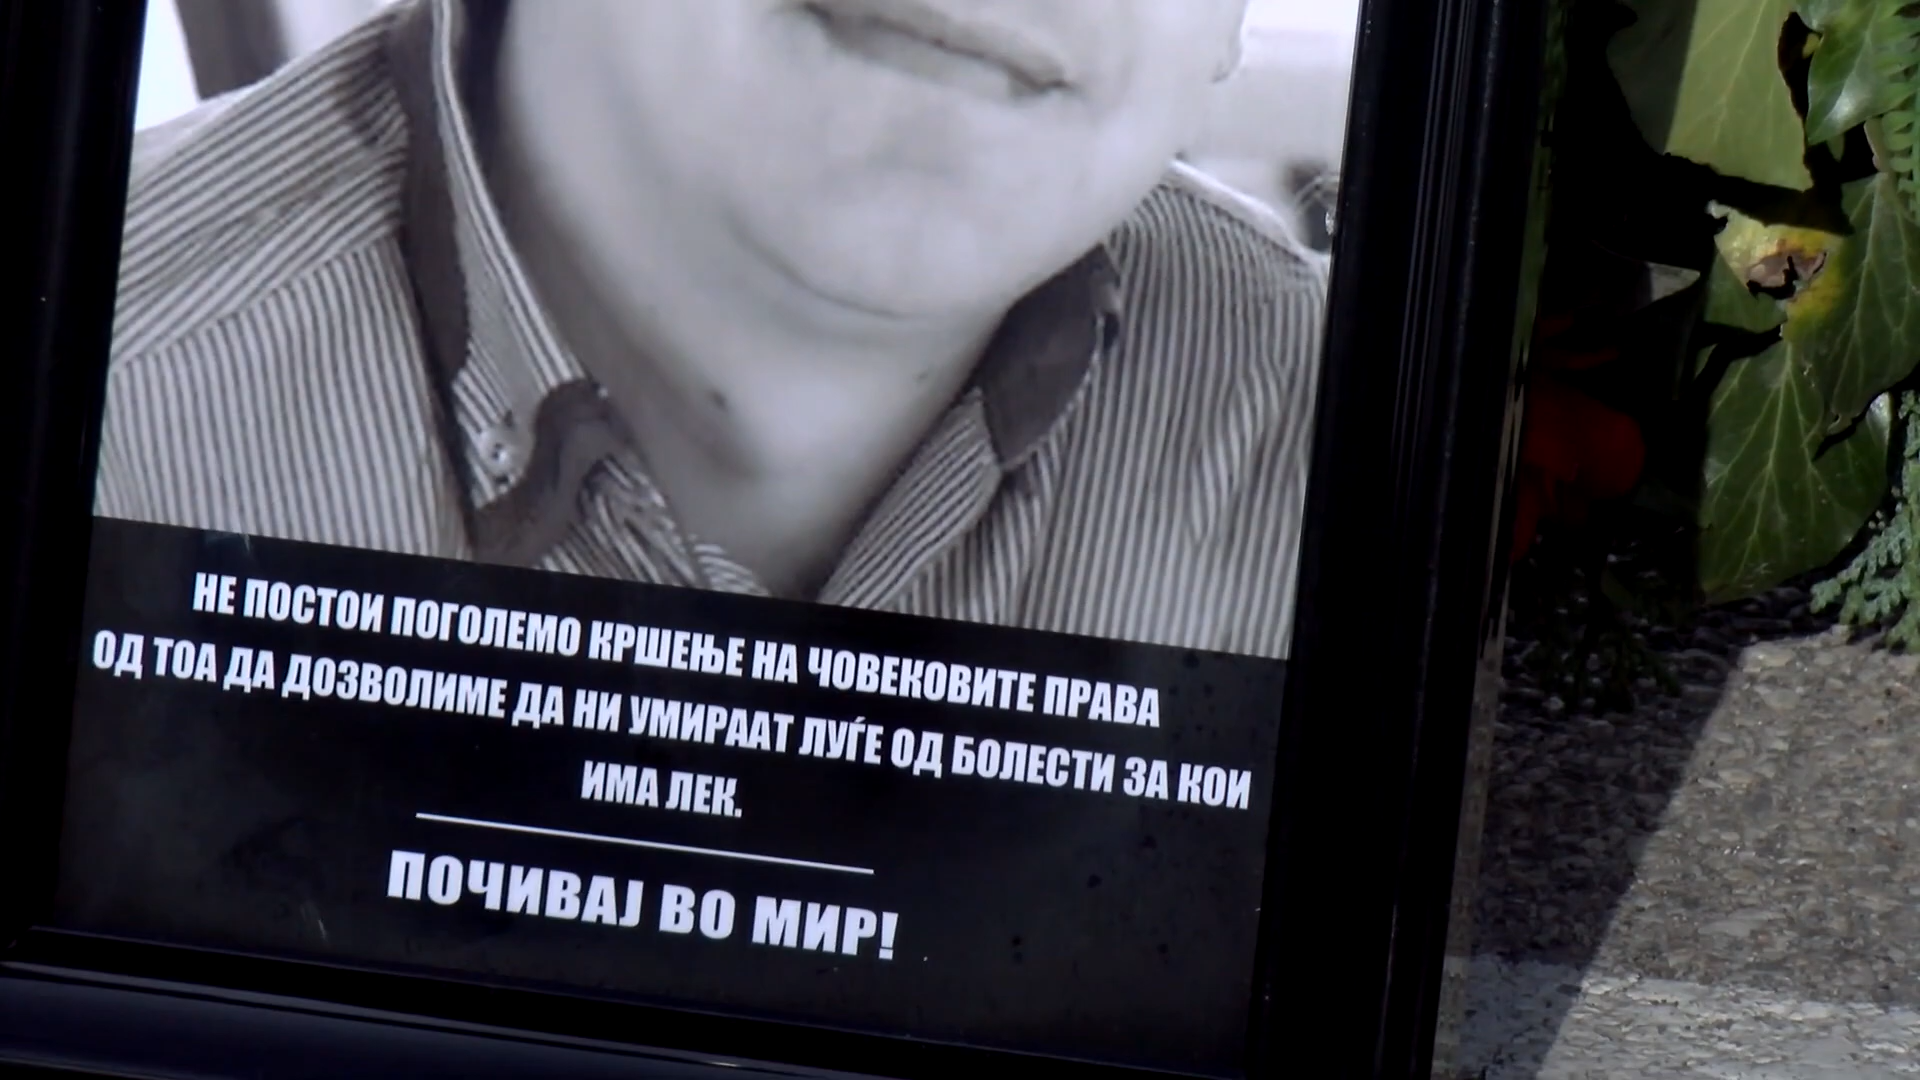 НЕ ПОСТОИ ПОГОЛЕМО КРШЕЊЕ НА ЧОВЕКОВИТЕ ПРАВА
ОД ТОА ДА ДОЗВОЛИМЕ ДА НИ УМИРААТ ЛУЃЕ ОД БОЛЕСТИ ЗА КОИ
ИМА ЛЕК.
ПОЧИВАЈ ВО МИР!